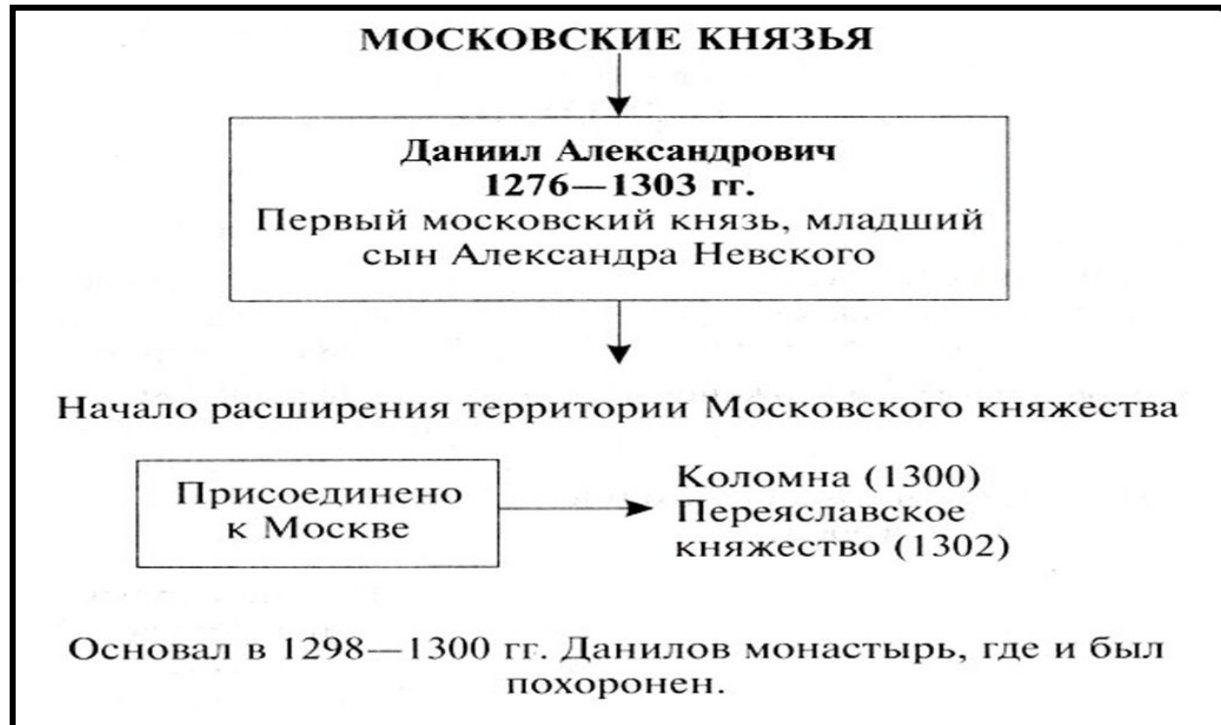 МОСКОВСКИЕ КНЯЗЬЯ
Даниил Александрович
1276—1303 гг.
Первый московский князь, младший
сын Александра Невского
Начало расширения территории Московского княжества
Присоединено
к Москве
Коломна (1300)
Переяславское
княжество (1302)
Основал в 1298—1300 гг. Данилов монастырь, где и был
похоронен.